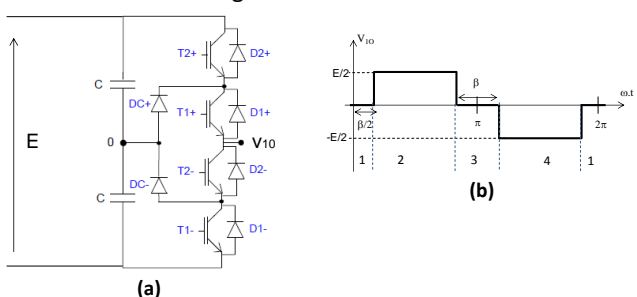 T2+
D2+
C
DC+
T1+
D1+
E
0
V10
T2-
D2-
DC-
C
T1-
D1-
(a)
V1O
E/2
β
ω.t
β/2
π
2π
-E/2
1
2
3
4
1
(b)